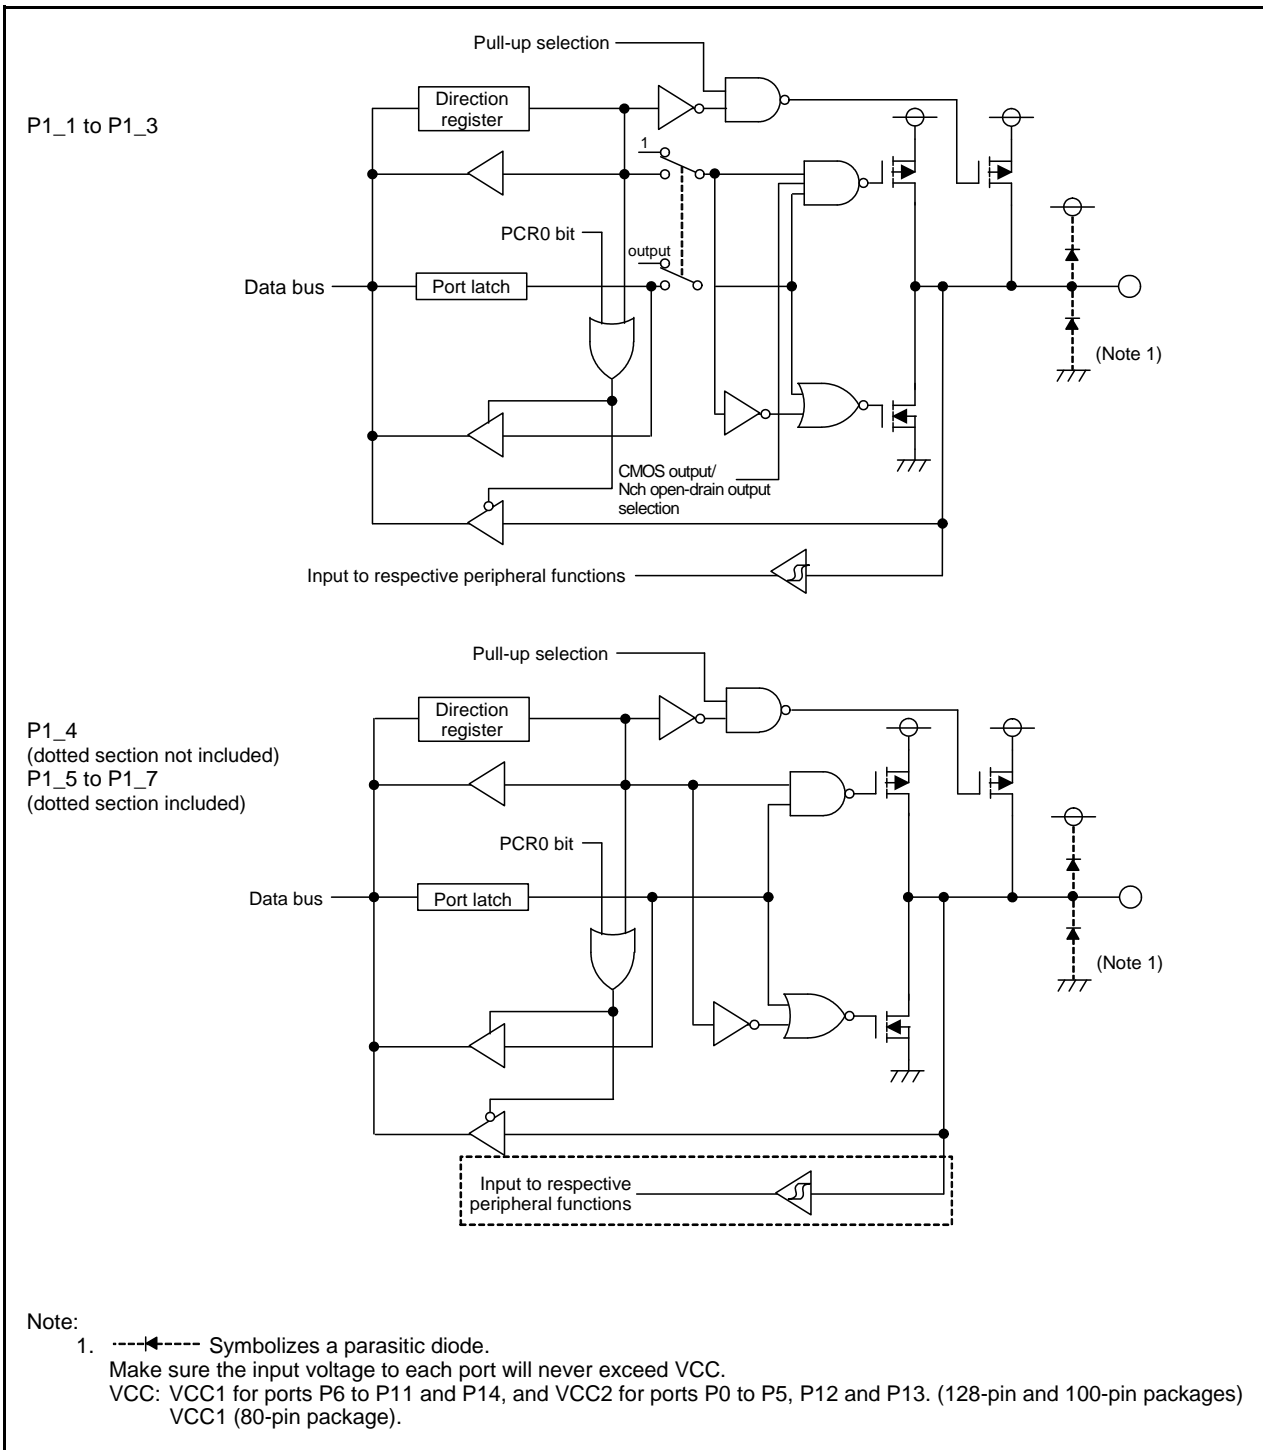 Pull-up selection
P1_1 to P1_3
Direction
register
1
PCR0 bit
output
Data bus
Port latch
(Note 1)
CMOS output/
Nch open-drain output
selection
Input to respective peripheral functions
Pull-up selection
P1_4
(dotted section not included)
P1_5 to P1_7
(dotted section included)
Direction
register
PCR0 bit
Data bus
Port latch
(Note 1)
Input to respective
peripheral functions
Note:
1. Symbolizes a parasitic diode.
Make sure the input voltage to each port will never exceed VCC.
VCC: VCC1 for ports P6 to P11 and P14, and VCC2 for ports P0 to P5, P12 and P13. (128-pin and 100-pin packages)
VCC1 (80-pin package).